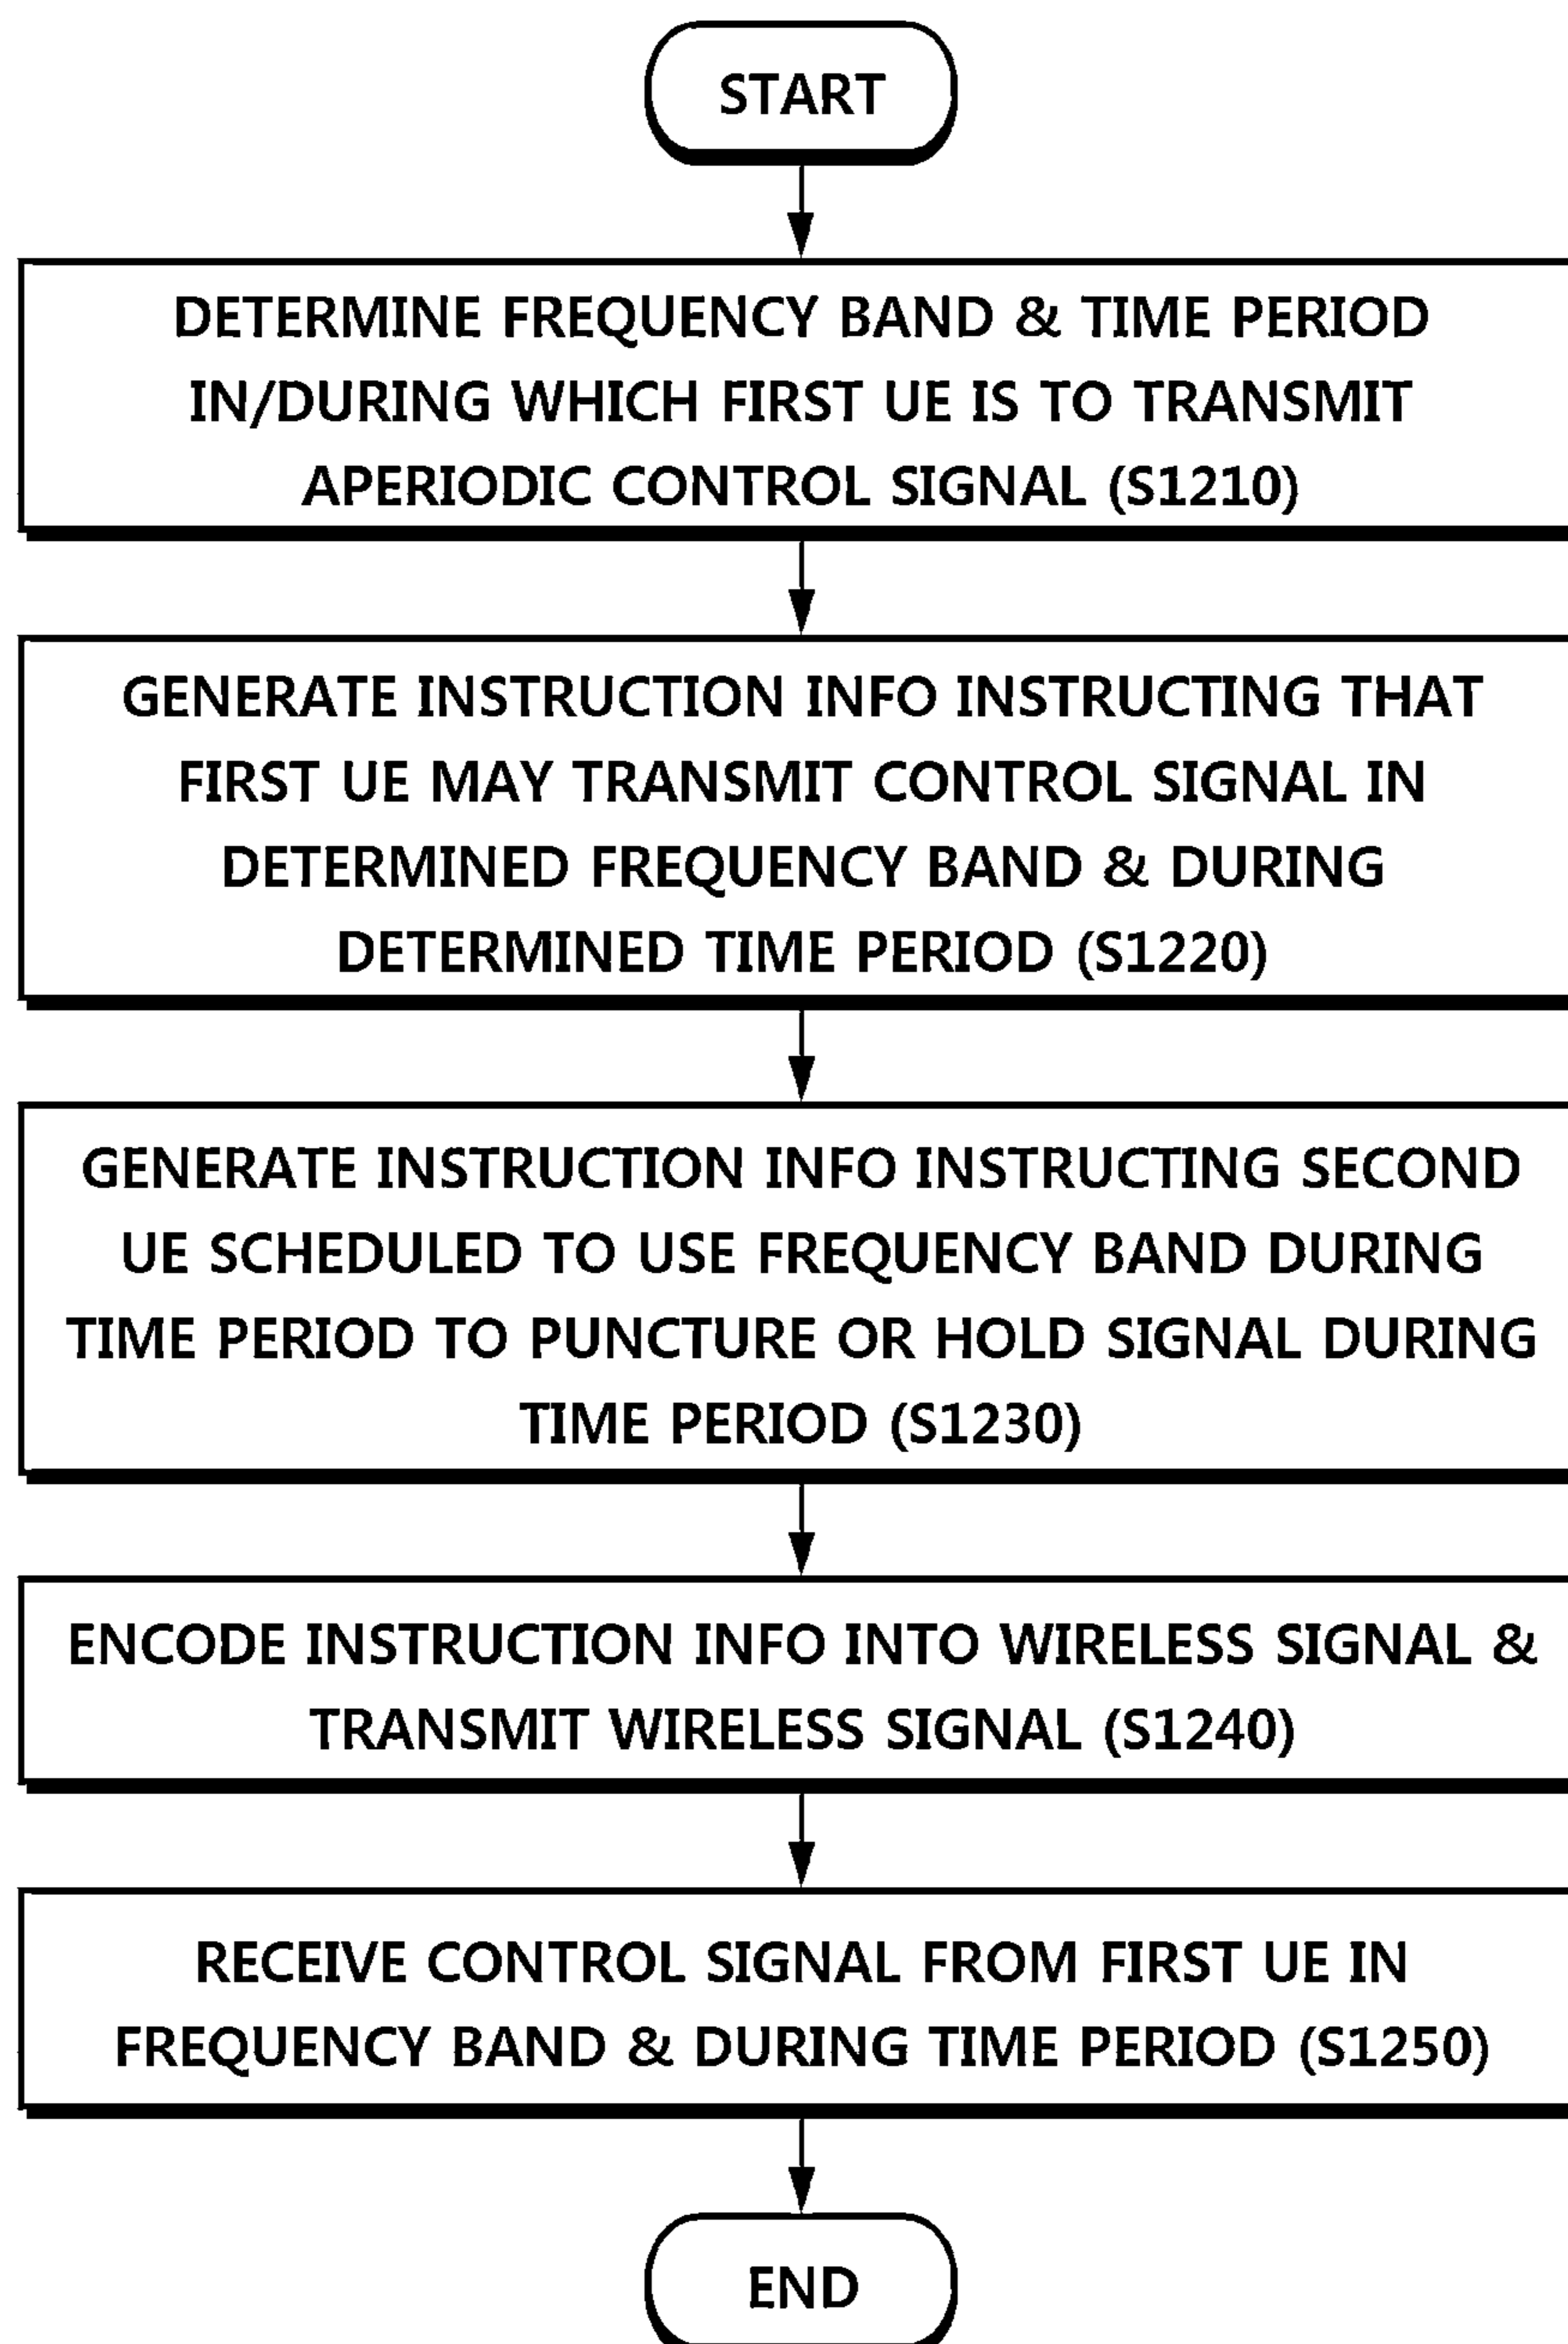 START
DETERMINE FREQUENCY BAND & TIME PERIOD
IN/DURING WHICH FIRST UE IS TO TRANSMIT
APERIODIC CONTROL SIGNAL (S1210)
GENERATE INSTRUCTION INFO INSTRUCTING THAT
FIRST UE MAY TRANSMIT CONTROL SIGNAL IN
DETERMINED FREQUENCY BAND & DURING
DETERMINED TIME PERIOD (S1220)
GENERATE INSTRUCTION INFO INSTRUCTING SECOND
UE SCHEDULED TO USE FREQUENCY BAND DURING
TIME PERIOD TO PUNCTURE OR HOLD SIGNAL DURING
TIME PERIOD (S1230)
ENCODE INSTRUCTION INFO INTO WIRELESS SIGNAL &
TRANSMIT WIRELESS SIGNAL (S1240)
RECEIVE CONTROL SIGNAL FROM FIRST UE IN
FREQUENCY BAND & DURING TIME PERIOD (S1250)
END